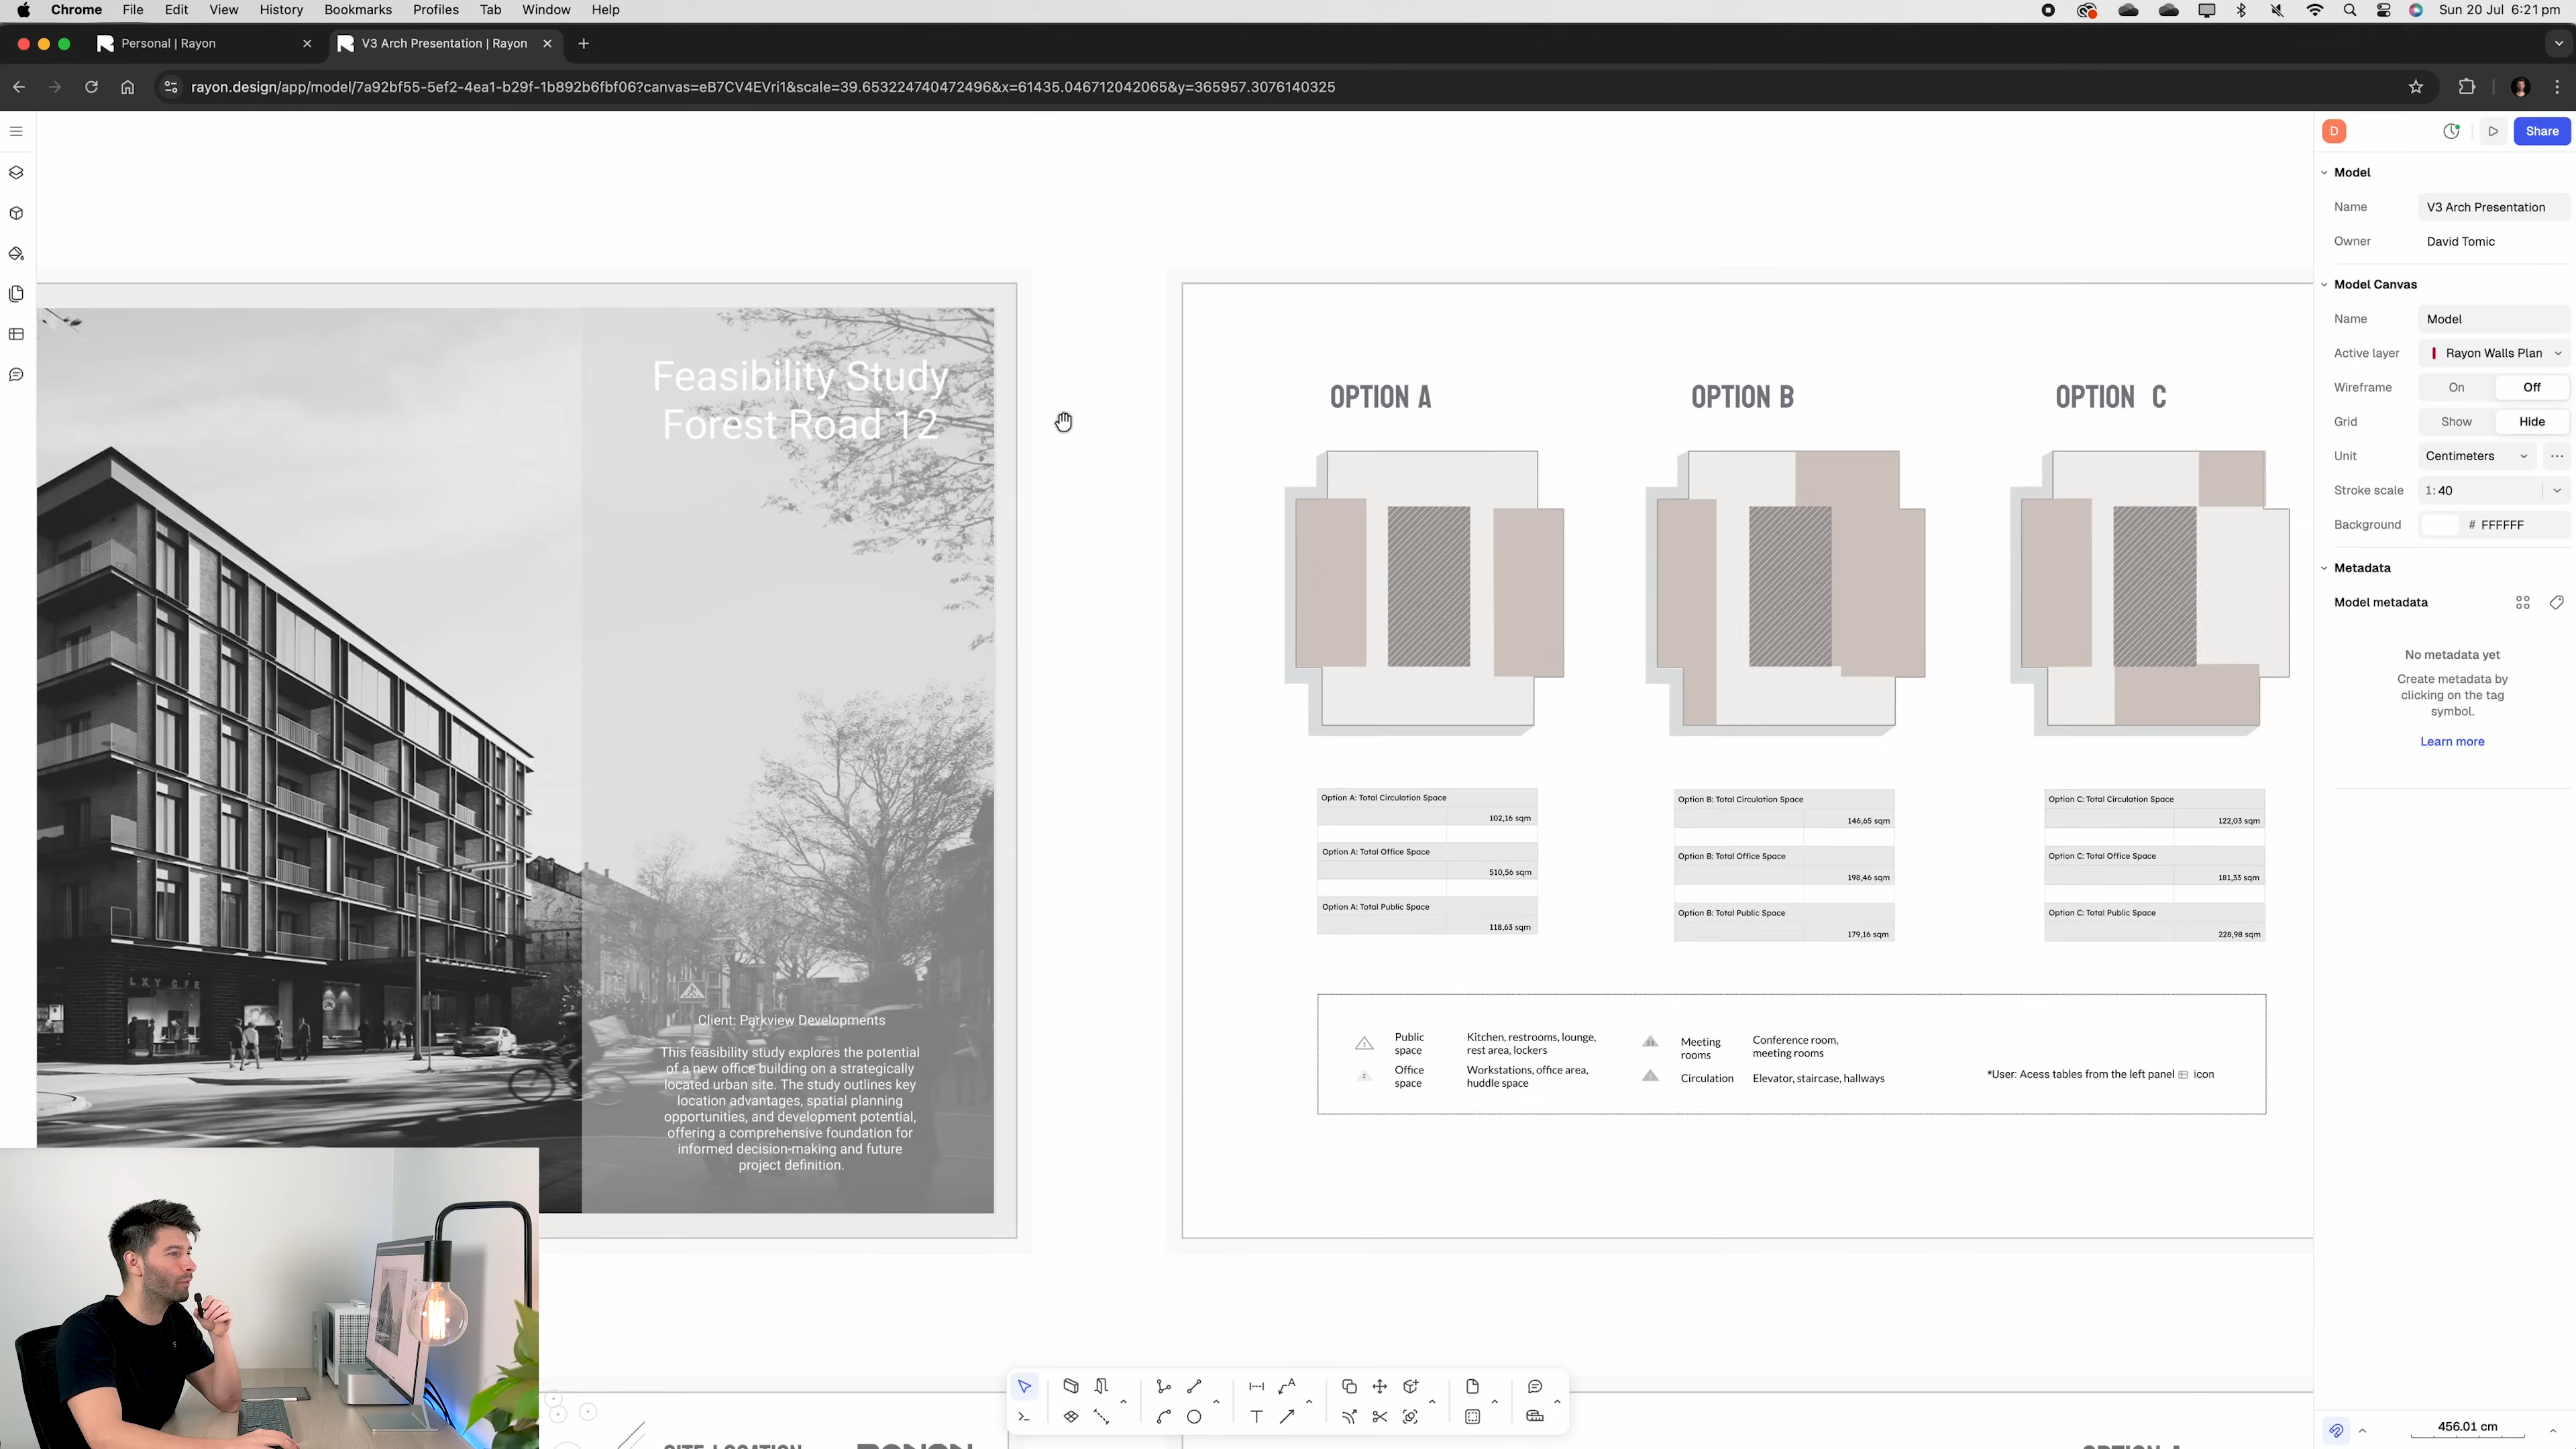 Chrome File Edit View History Bookmarks Profiles Tab Window Help
Sun 20 Jul 6:21 pm
Personal | Rayon
V3 Arch Presentation | Rayon
rayon.design/app/model/7a92bf55-5ef2-4ea1-b29f-1b892b6fbf06?canvas=eB7CV4EVri1&scale=39.653224740472496&x=61435.046712042065&y=365957.3076140325
Feasibility Study
Forest Road 12
Client: Parkview Developments
This feasibility study explores the potential
of a new office building on a strategically
located urban site. The study outlines key
location advantages, spatial planning
opportunities, and development potential,
offering a comprehensive foundation for
informed decision-making and future
project definition.
OPTION A
OPTION B
OPTION C
Option A: Total Circulation Space
102,16 sqm
Option A: Total Office Space
510,56 sqm
Option A: Total Public Space
118,63 sqm
Option B: Total Circulation Space
146,65 sqm
Option B: Total Office Space
198,46 sqm
Option B: Total Public Space
179,16 sqm
Option C: Total Circulation Space
122,03 sqm
Option C: Total Office Space
181,33 sqm
Option C: Total Public Space
228,98 sqm
Public
space
Kitchen, restrooms, lounge,
rest area, lockers
Office
space
Workstations, office area,
huddle space
Meeting
rooms
Conference room,
meeting rooms
Circulation
Elevator, staircase, hallways
*User: Acess tables from the left panel icon
D
Share
Model
Name V3 Arch Presentation
Owner David Tomic
Model Canvas
Name Model
Active layer Rayon Walls Plan
Wireframe On Off
Grid Show Hide
Unit Centimeters
Stroke scale 1: 40
Background # FFFFFF
Metadata
Model metadata
No metadata yet
Create metadata by
clicking on the tag
symbol.
Learn more
SITE LOCATION
OPTION A
456.01 cm